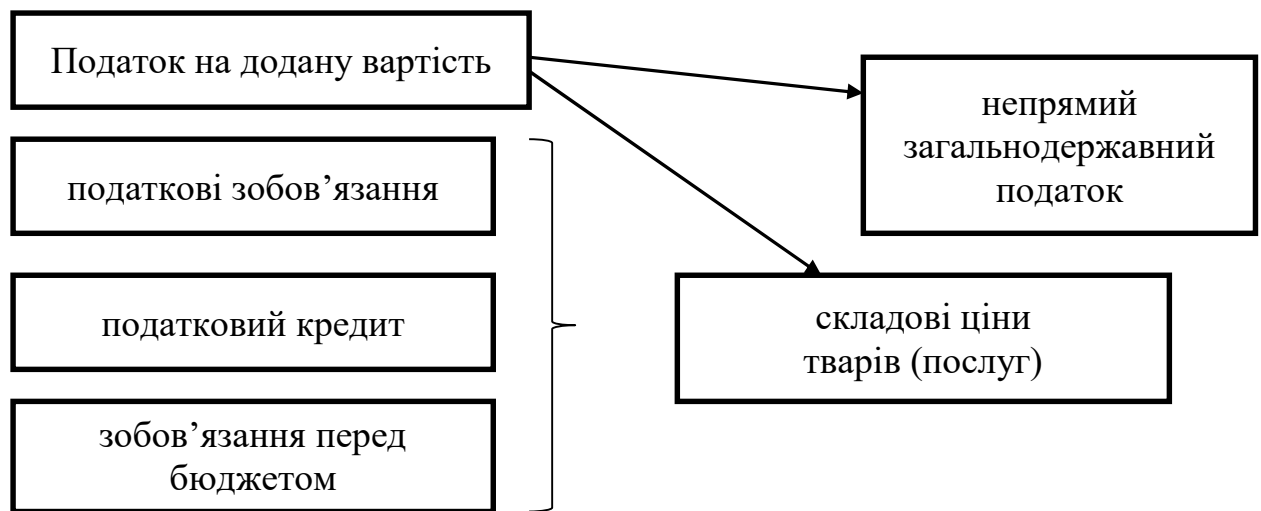 Податок на додану вартість
непрямий
загальнодержавний
податок
податкові зобов’язання
податковий кредит
складові ціни
тварів (послуг)
зобов’язання перед
бюджетом